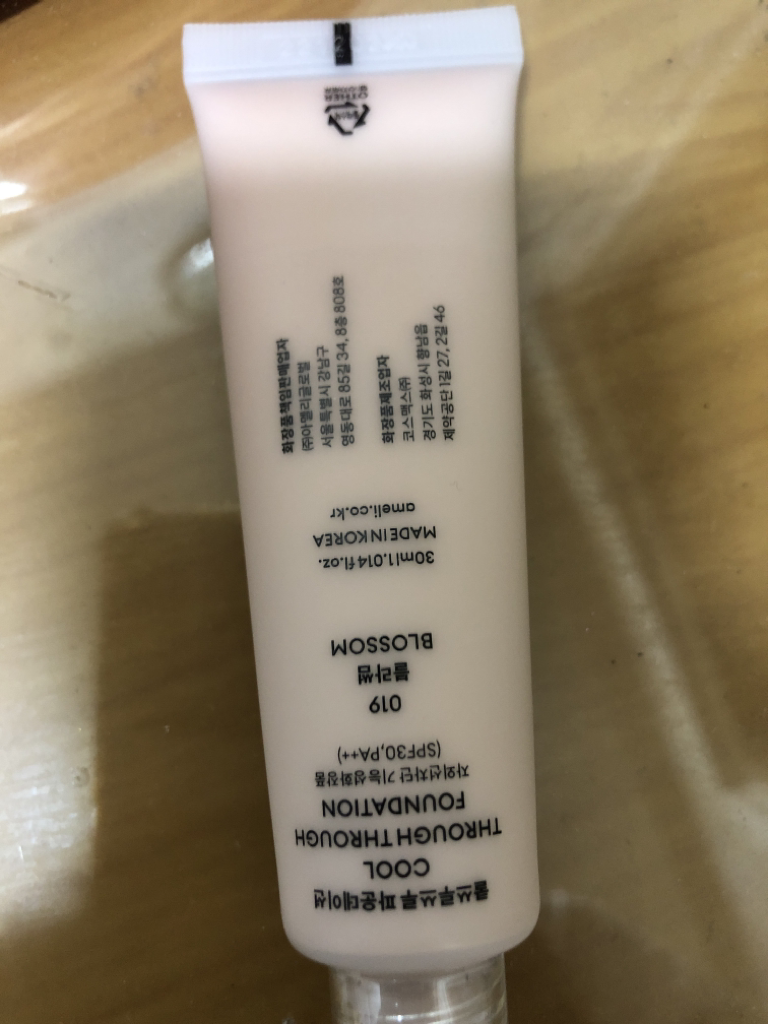 쿨쓰루쓰루 파운데이션
COOL
THROUGH THROUGH
FOUNDATION
자외선차단 기능성화장품
(SPF30,PA++)
019
블라썸
BLOSSOM
30ml 1.014 fl.oz.
MADE IN KOREA
ameli.co.kr
화장품책임판매업자
(주)아멜리글로벌
서울특별시 강남구
영동대로 85길 34, 8층 808호
화장품제조업자
코스맥스(주)
경기도 화성시 향남읍
제약공단 1길 27, 2길 46
OTHER